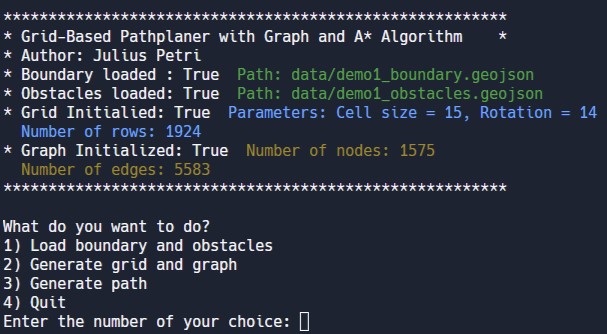 ********************************************************
* Grid-Based Pathplaner with Graph and A* Algorithm    *
* Author: Julius Petri
* Boundary loaded : True  Path: data/demo1_boundary.geojson
* Obstacles loaded: True  Path: data/demo1_obstacles.geojson
* Grid Initialied: True  Parameters: Cell size = 15, Rotation = 14
  Number of rows: 1924
* Graph Initialized: True  Number of nodes: 1575
  Number of edges: 5583
********************************************************
What do you want to do?
1) Load boundary and obstacles
2) Generate grid and graph
3) Generate path
4) Quit
Enter the number of your choice: